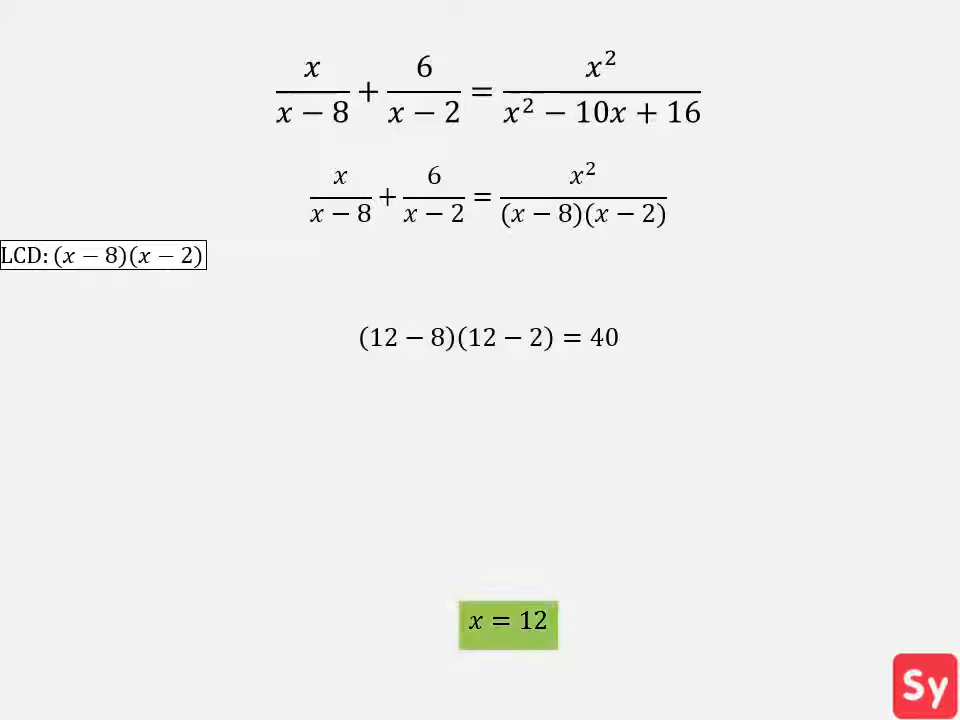 x/(x − 8) + 6/(x − 2) = x²/(x² − 10x + 16)
x/(x − 8) + 6/(x − 2) = x²/((x − 8)(x − 2))
LCD: (x − 8)(x − 2)
(12 − 8)(12 − 2) = 40
x = 12
Sy